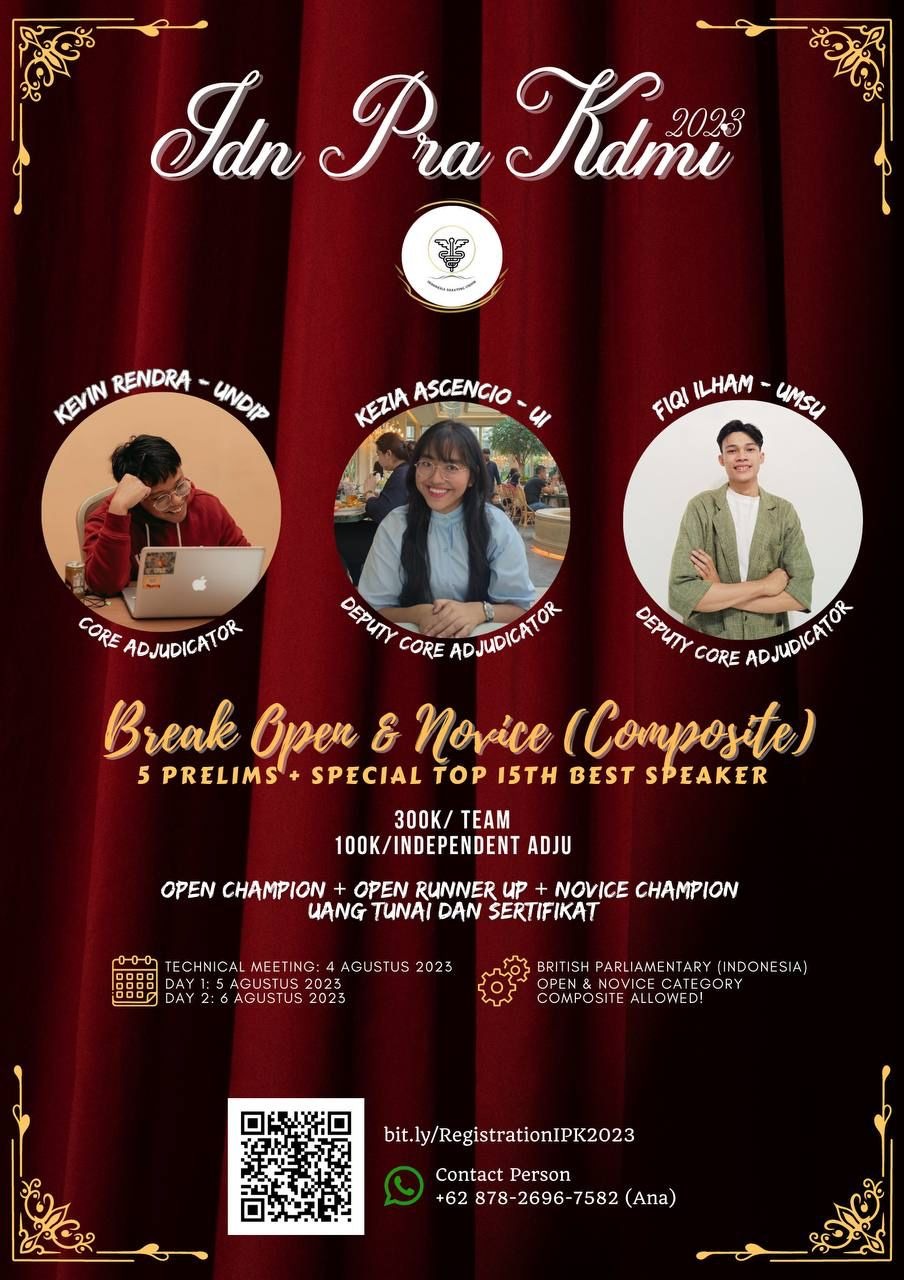 Idn Pra Kdmi 2023
INDONESIA DEBATING UNION
KEVIN RENDRA - UNDIP
KEZIA ASCENCIO - UI
FIQI ILHAM - UMSU
CORE ADJUDICATOR
DEPUTY CORE ADJUDICATOR
DEPUTY CORE ADJUDICATOR
Break Open & Novice (Composite)
5 PRELIMS + SPECIAL TOP 15TH BEST SPEAKER
300K/ TEAM
100K/INDEPENDENT ADJU
OPEN CHAMPION + OPEN RUNNER UP + NOVICE CHAMPION
UANG TUNAI DAN SERTIFIKAT
TECHNICAL MEETING: 4 AGUSTUS 2023
DAY 1: 5 AGUSTUS 2023
DAY 2: 6 AGUSTUS 2023
BRITISH PARLIAMENTARY (INDONESIA)
OPEN & NOVICE CATEGORY
COMPOSITE ALLOWED!
bit.ly/RegistrationIPK2023
Contact Person
+62 878-2696-7582 (Ana)